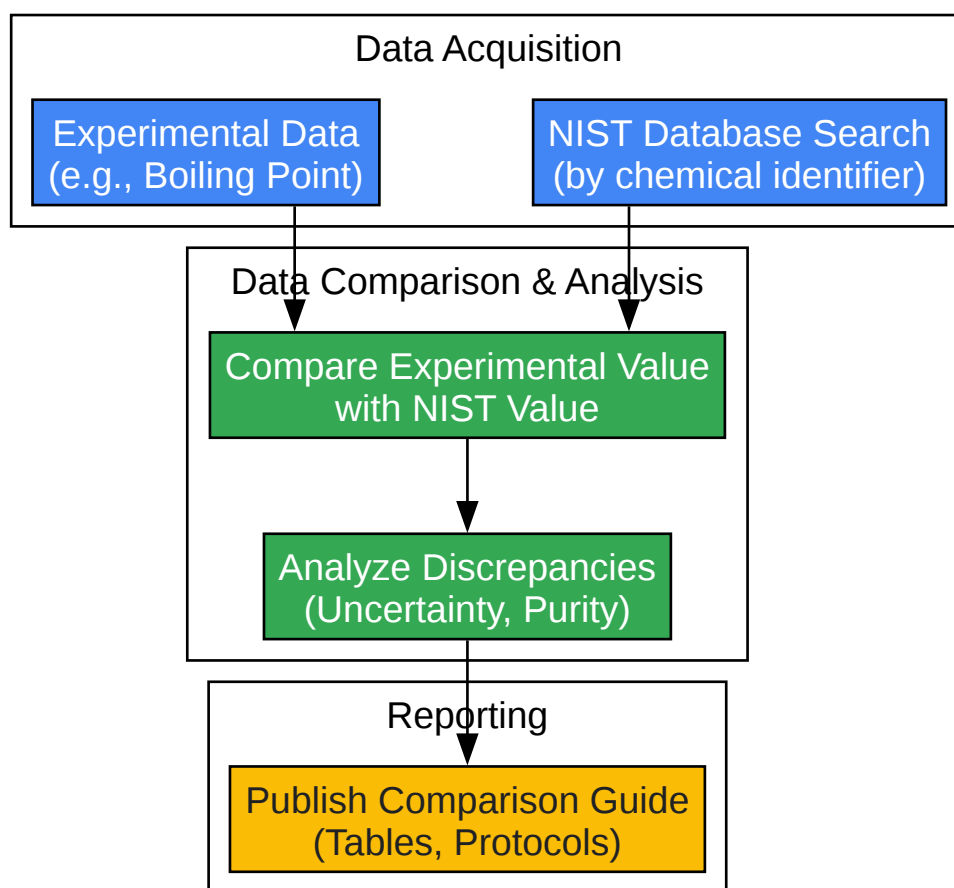 Data Acquisition
Experimental Data
(e.g., Boiling Point)
NIST Database Search
(by chemical identifier)
Data Comparison & Analysis
Compare Experimental Value
with NIST Value
Analyze Discrepancies
(Uncertainty, Purity)
Reporting
Publish Comparison Guide
(Tables, Protocols)